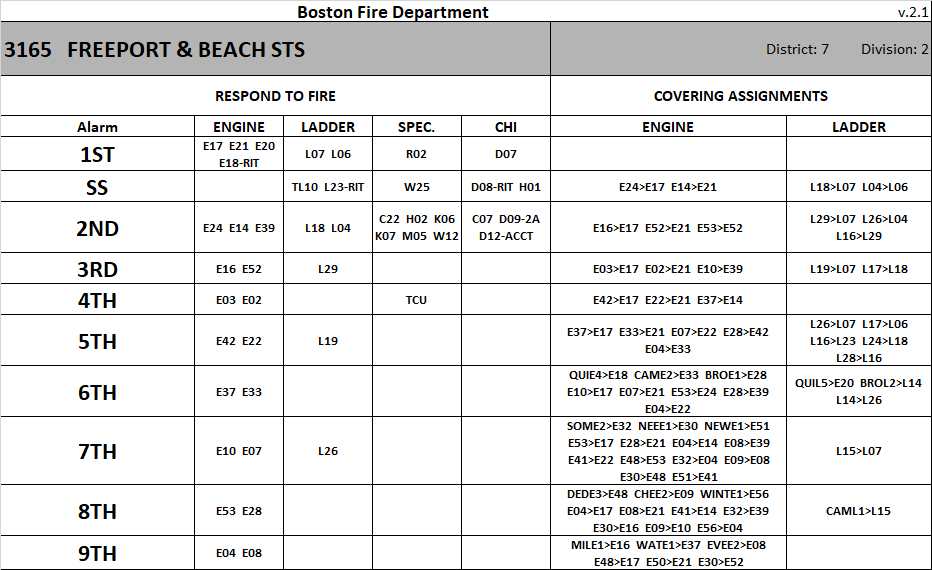 Boston Fire Department v.2.1
3165 FREEPORT & BEACH STS District: 7 Division: 2
RESPOND TO FIRE COVERING ASSIGNMENTS
Alarm ENGINE LADDER SPEC. CHI ENGINE LADDER
1ST
E17 E21 E20
E18-RIT
L07 L06
R02
D07
SS
TL10 L23-RIT
W25
D08-RIT H01
E24>E17 E14>E21
L18>L07 L04>L06
2ND
E24 E14 E39
L18 L04
C22 H02 K06
K07 M05 W12
C07 D09-2A
D12-ACCT
E16>E17 E52>E21 E53>E52
L29>L07 L26>L04
L16>L29
3RD
E16 E52
L29
E03>E17 E02>E21 E10>E39
L19>L07 L17>L18
4TH
E03 E02
TCU
E42>E17 E22>E21 E37>E14
5TH
E42 E22
L19
E37>E17 E33>E21 E07>E22 E28>E42
E04>E33
L26>L07 L17>L06
L16>L23 L24>L18
L28>L16
6TH
E37 E33
QUIE4>E18 CAME2>E33 BROE1>E28
E10>E17 E07>E21 E53>E24 E28>E39
E04>E22
QUIL5>E20 BROL2>L14
L14>L26
7TH
E10 E07
L26
SOME2>E32 NEEE1>E30 NEWE1>E51
E53>E17 E28>E21 E04>E14 E08>E39
E41>E22 E48>E53 E32>E04 E09>E08
E30>E48 E51>E41
L15>L07
8TH
E53 E28
DEDE3>E48 CHEE2>E09 WINTE1>E56
E04>E17 E08>E21 E41>E14 E32>E39
E30>E16 E09>E10 E56>E04
CAML1>L15
9TH
E04 E08
MILE1>E16 WATE1>E37 EVEE2>E08
E48>E17 E50>E21 E30>E52